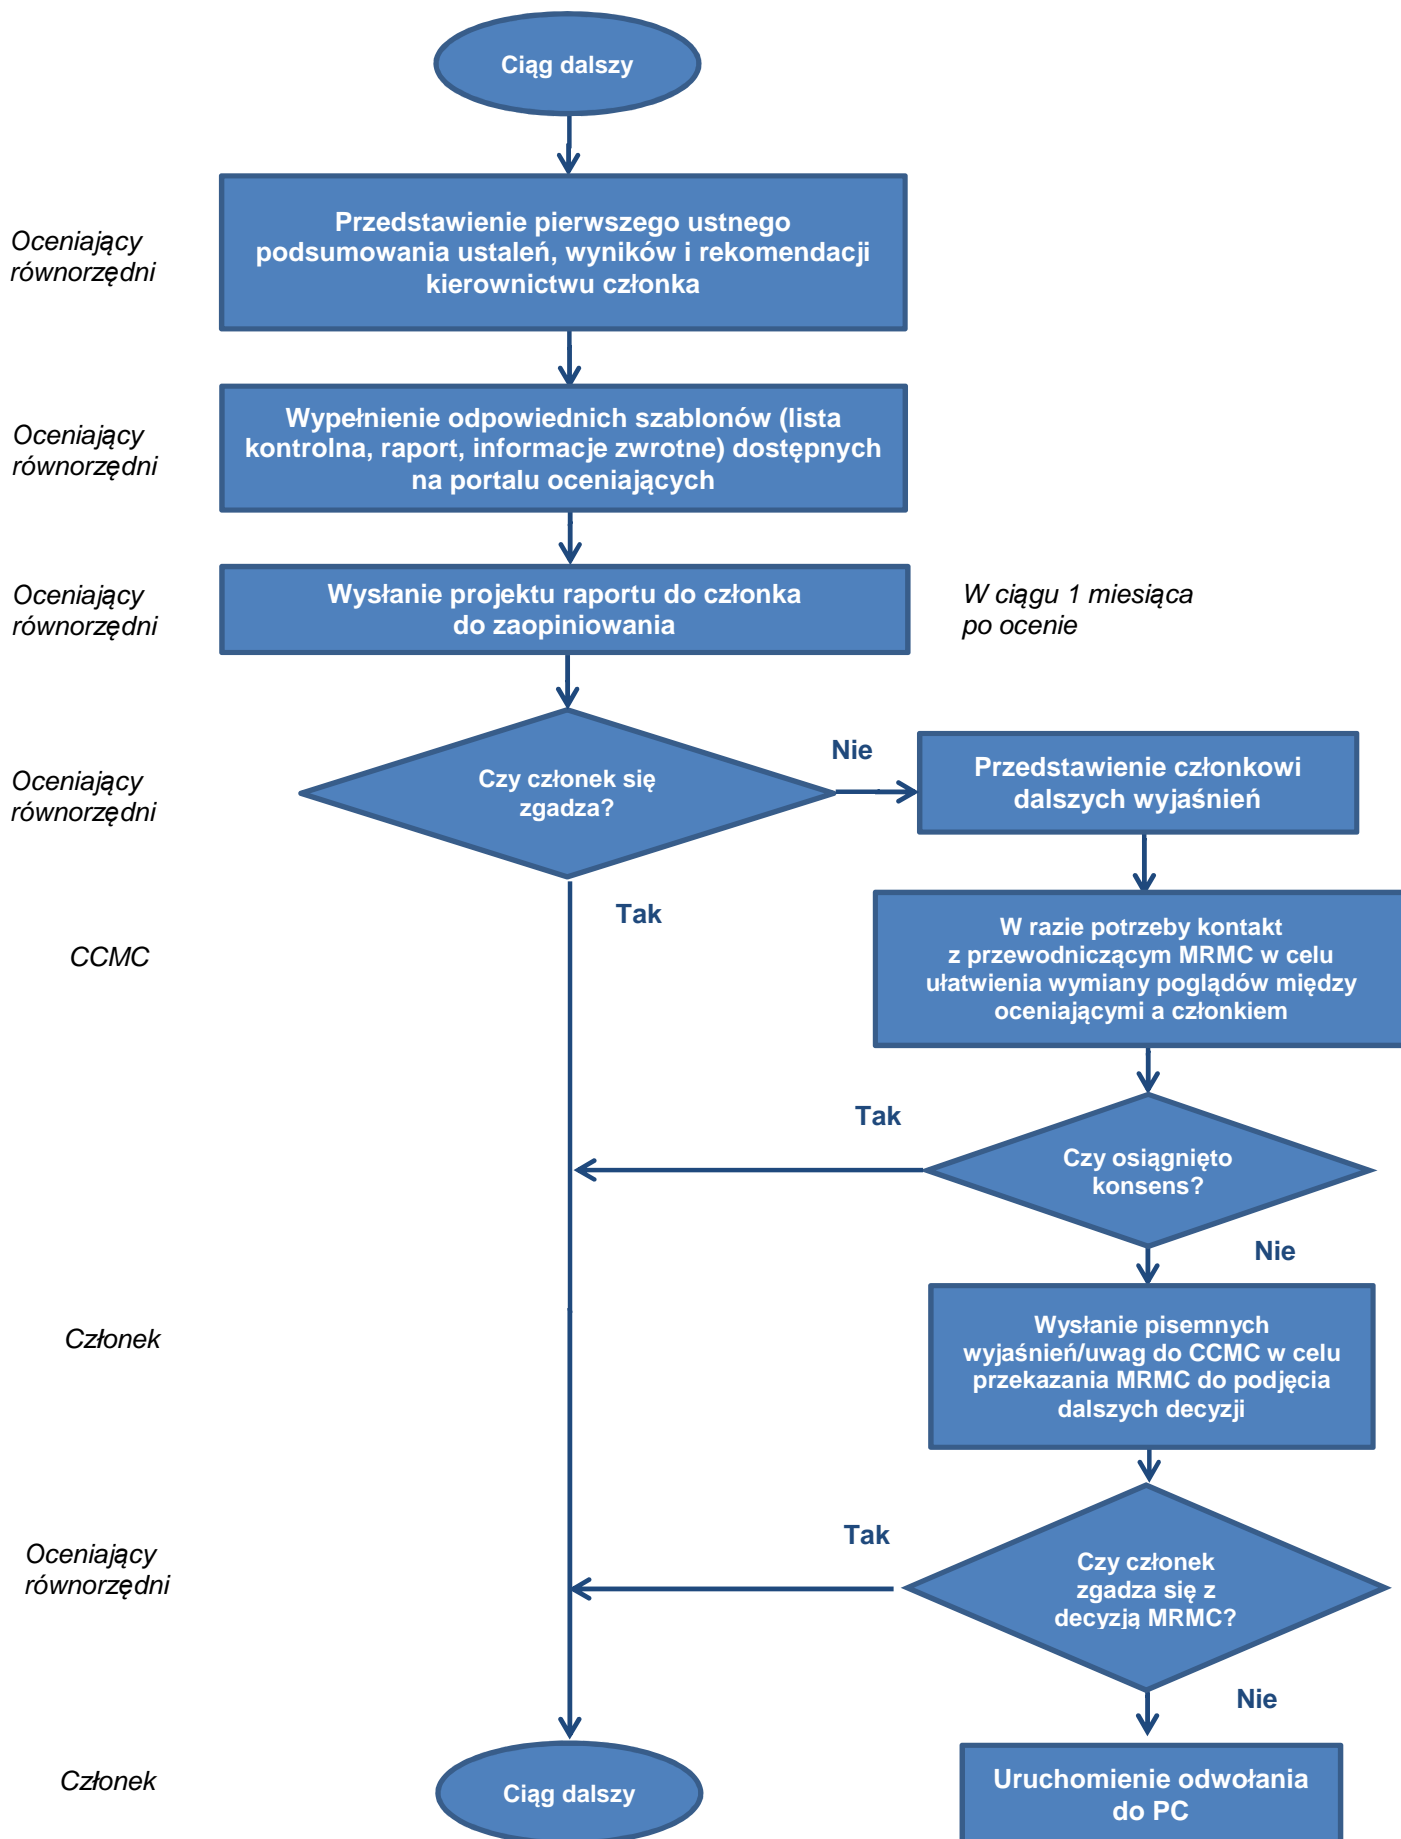 Ciąg dalszy
Oceniający
równorzędni
Przedstawienie pierwszego ustnego
podsumowania ustaleń, wyników i rekomendacji
kierownictwu członka
Oceniający
równorzędni
Wypełnienie odpowiednich szablonów (lista
kontrolna, raport, informacje zwrotne) dostępnych
na portalu oceniających
Oceniający
równorzędni
Wysłanie projektu raportu do członka
do zaopiniowania
W ciągu 1 miesiąca
po ocenie
Oceniający
równorzędni
Czy członek się
zgadza?
Nie
Przedstawienie członkowi
dalszych wyjaśnień
Tak
CCMC
W razie potrzeby kontakt
z przewodniczącym MRMC w celu
ułatwienia wymiany poglądów między
oceniającymi a członkiem
Tak
Czy osiągnięto
konsens?
Nie
Członek
Wysłanie pisemnych
wyjaśnień/uwag do CCMC w celu
przekazania MRMC do podjęcia
dalszych decyzji
Oceniający
równorzędni
Tak
Czy członek
zgadza się z
decyzją MRMC?
Nie
Członek
Ciąg dalszy
Uruchomienie odwołania
do PC